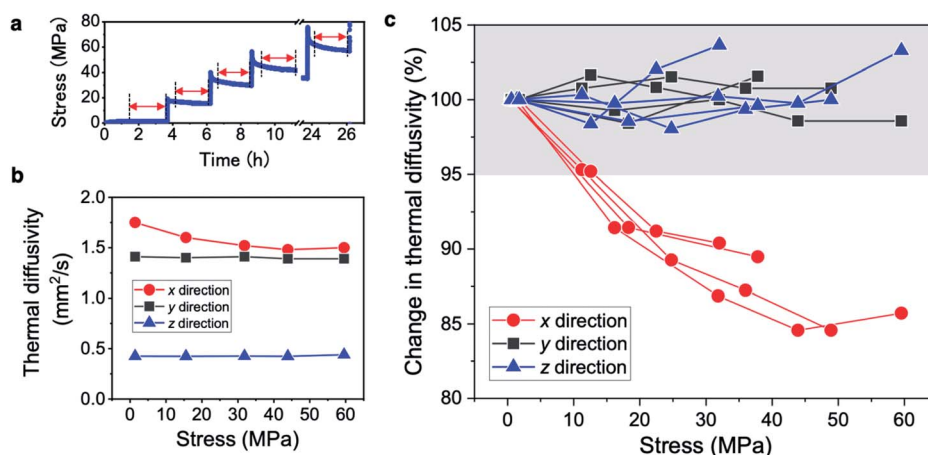 a
Stress (MPa)
80
60
40
20
0
0 2 4 6 8 10 24 26
Time (h)
b
Thermal diffusivity
(mm²/s)
2.0
1.5
1.0
0.5
0.0
x direction
y direction
z direction
0 10 20 30 40 50 60
Stress (MPa)
c
Change in thermal diffusivity (%)
105
100
95
90
85
80
x direction
y direction
z direction
0 10 20 30 40 50 60
Stress (MPa)